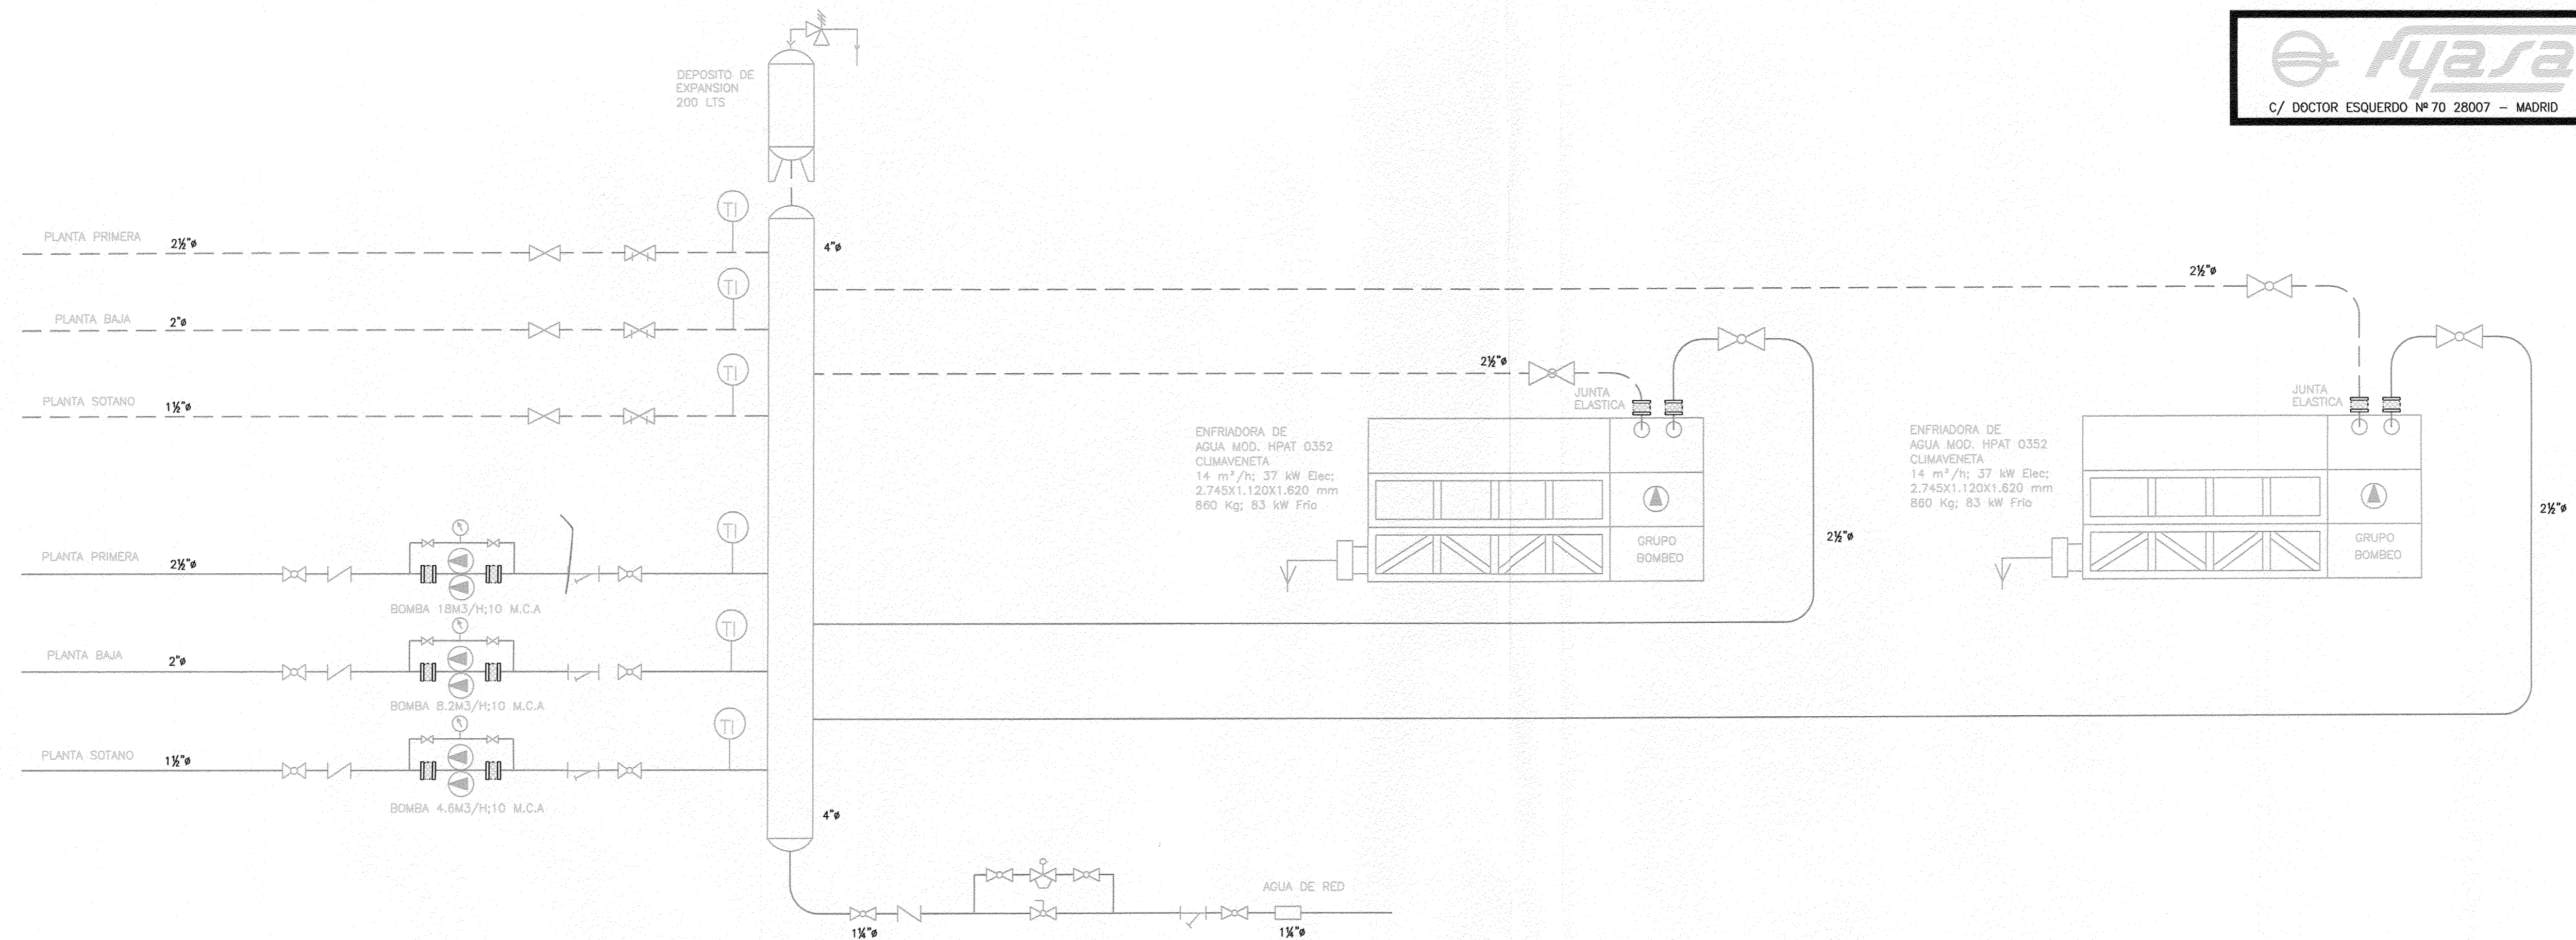 ryasa
C/ DOCTOR ESQUERDO Nº 70 28007 – MADRID
DEPOSITO DE
EXPANSION
200 LTS
TI
PLANTA PRIMERA
2½"ø
4"ø
TI
PLANTA BAJA
2"ø
TI
PLANTA SOTANO
1½"ø
2½"ø
2½"ø
JUNTA
ELASTICA
JUNTA
ELASTICA
ENFRIADORA DE
AGUA MOD. HPAT 0352
CLIMAVENETA
14 m³/h; 37 kW Elec;
2.745X1.120X1.620 mm
860 Kg; 83 kW Frio
GRUPO
BOMBEO
2½"ø
ENFRIADORA DE
AGUA MOD. HPAT 0352
CLIMAVENETA
14 m³/h; 37 kW Elec;
2.745X1.120X1.620 mm
860 Kg; 83 kW Frio
GRUPO
BOMBEO
2½"ø
TI
PLANTA PRIMERA
2½"ø
BOMBA 18M3/H;10 M.C.A
TI
PLANTA BAJA
2"ø
BOMBA 8.2M3/H;10 M.C.A
TI
PLANTA SOTANO
1½"ø
BOMBA 4.6M3/H;10 M.C.A
4"ø
AGUA DE RED
1¼"ø
1¼"ø